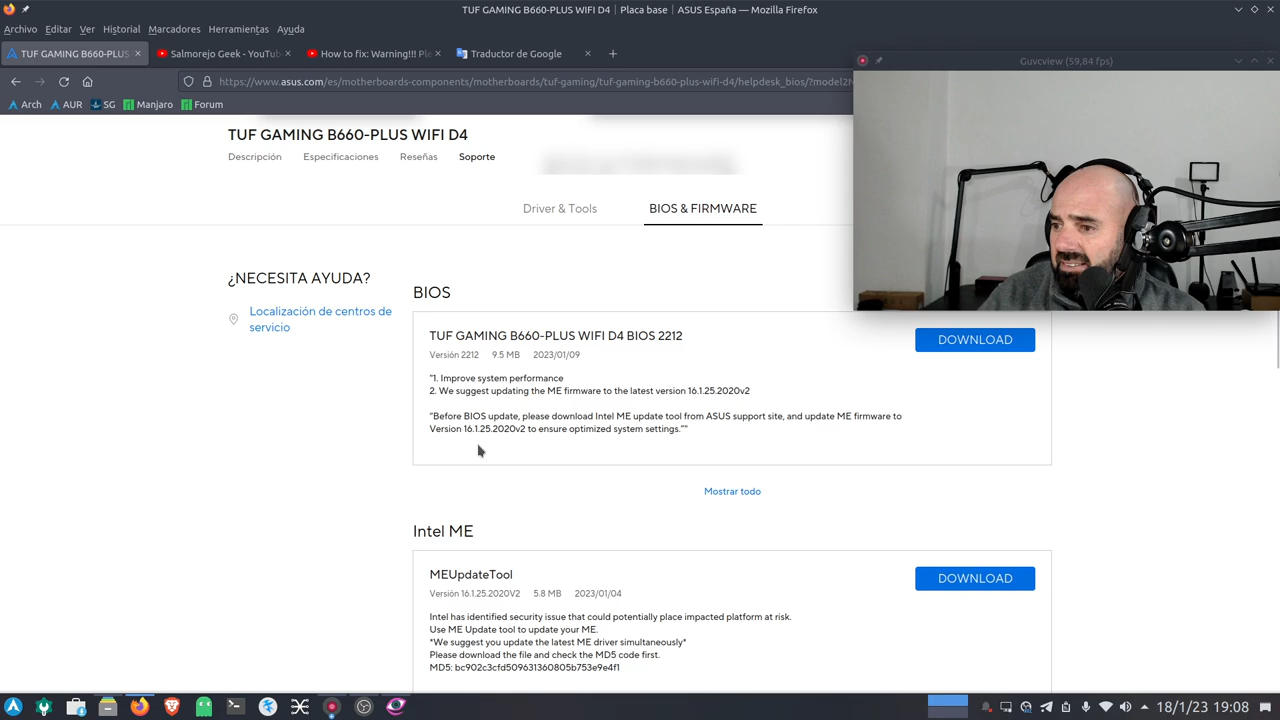 TUF GAMING B660-PLUS WIFI D4 | Placa base | ASUS España — Mozilla Firefox
Archivo Editar Ver Historial Marcadores Herramientas Ayuda
TUF GAMING B660-PLUS
Salmorejo Geek - YouTub
How to fix: Warning!!! Ple
Traductor de Google
https://www.asus.com/es/motherboards-components/motherboards/tuf-gaming/tuf-gaming-b660-plus-wifi-d4/helpdesk_bios/?model2N
Guvcview (59,84 fps)
Arch AUR SG Manjaro Forum
TUF GAMING B660-PLUS WIFI D4
Descripción Especificaciones Reseñas Soporte
Driver & Tools BIOS & FIRMWARE
¿NECESITA AYUDA?
Localización de centros de
servicio
BIOS
TUF GAMING B660-PLUS WIFI D4 BIOS 2212
DOWNLOAD
Versión 2212 9.5 MB 2023/01/09
"1. Improve system performance
2. We suggest updating the ME firmware to the latest version 16.1.25.2020v2
"Before BIOS update, please download Intel ME update tool from ASUS support site, and update ME firmware to
Version 16.1.25.2020v2 to ensure optimized system settings.""
Mostrar todo
Intel ME
MEUpdateTool
DOWNLOAD
Versión 16.1.25.2020V2 5.8 MB 2023/01/04
Intel has identified security issue that could potentially place impacted platform at risk.
Use ME Update tool to update your ME.
*We suggest you update the latest ME driver simultaneously*
Please download the file and check the MD5 code first.
MD5: bc902c3cfd509631360805b753e9e4f1
18/1/23 19:08